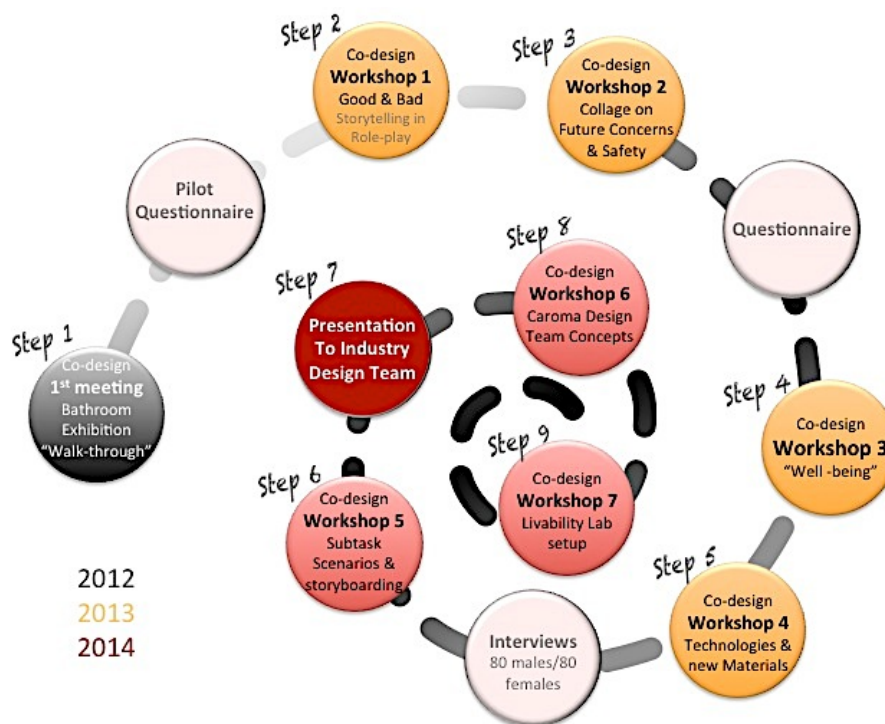 Step 1
Co-design
1st meeting
Bathroom
Exhibition
“Walk-through”
Pilot
Questionnaire
Step 2
Co-design
Workshop 1
Good & Bad
Storytelling in
Role-play
Step 3
Co-design
Workshop 2
Collage on
Future Concerns
& Safety
Questionnaire
Step 4
Co-design
Workshop 3
“Well -being”
Step 5
Co-design
Workshop 4
Technologies &
new Materials
Interviews
80 males/80
females
Step 6
Co-design
Workshop 5
Subtask
Scenarios &
storyboarding
Step 7
Presentation
To Industry
Design Team
Step 8
Co-design
Workshop 6
Caroma Design
Team Concepts
Step 9
Co-design
Workshop 7
Livability Lab
setup
2012
2013
2014